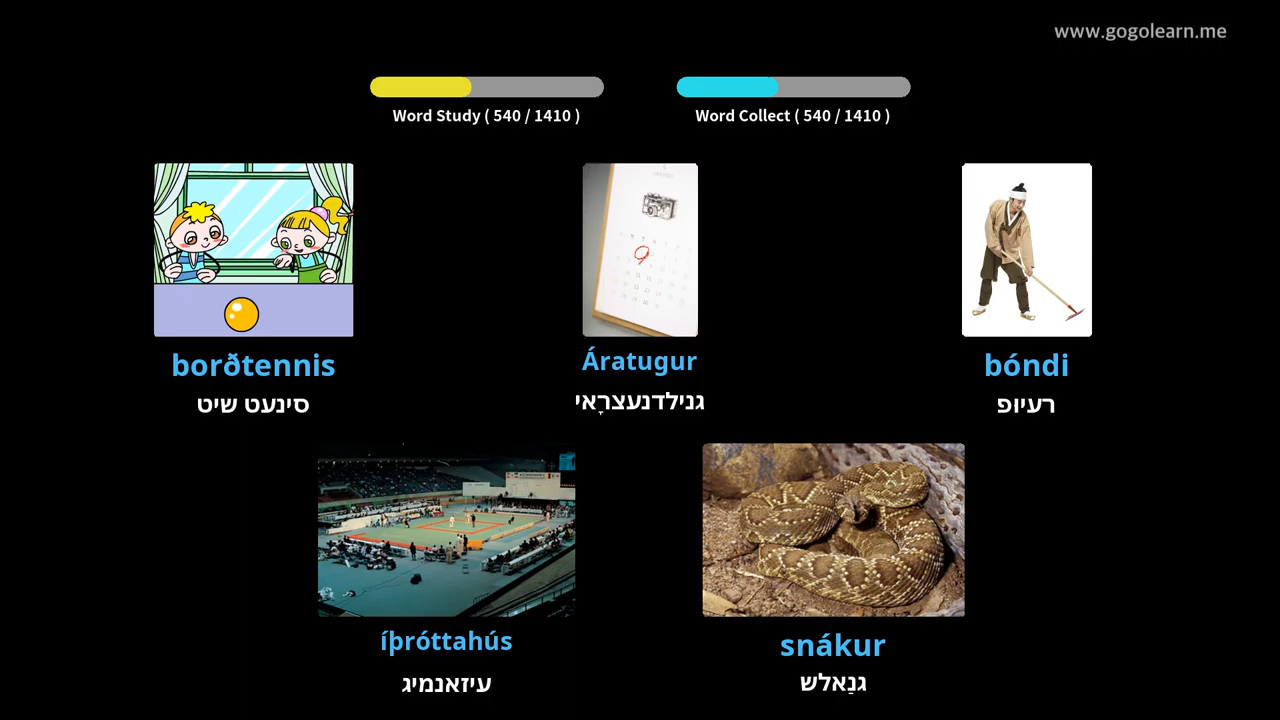 www.gogolearn.me
Word Study ( 540 / 1410 )
Word Collect ( 540 / 1410 )
borðtennis
סינעט שיט
Áratugur
גנילדנעצרָאי
bóndi
רעיוּפ
íþróttahús
עיזאנמיג
snákur
גנַאלש